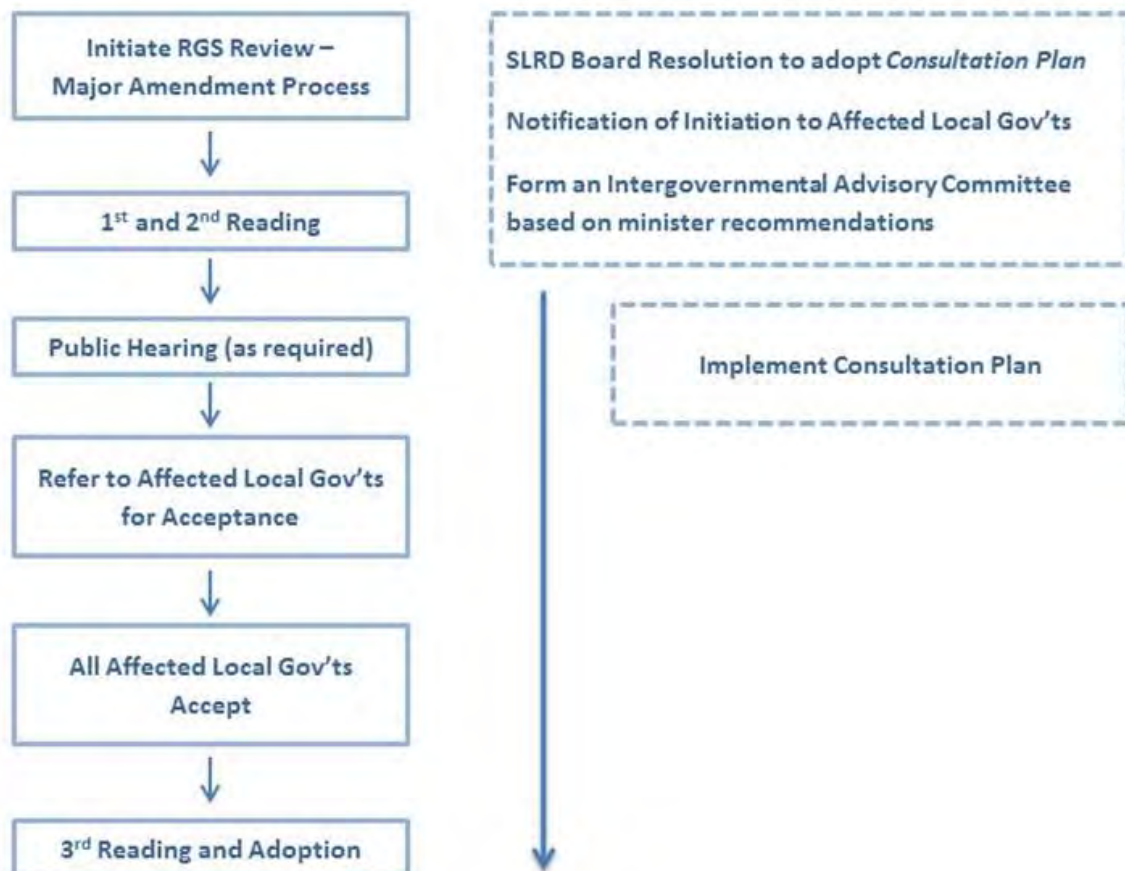 Initiate RGS Review –
Major Amendment Process
1st and 2nd Reading
Public Hearing (as required)
Refer to Affected Local Gov'ts
for Acceptance
All Affected Local Gov'ts
Accept
3rd Reading and Adoption
SLRD Board Resolution to adopt Consultation Plan
Notification of Initiation to Affected Local Gov'ts
Form an Intergovernmental Advisory Committee
based on minister recommendations
Implement Consultation Plan